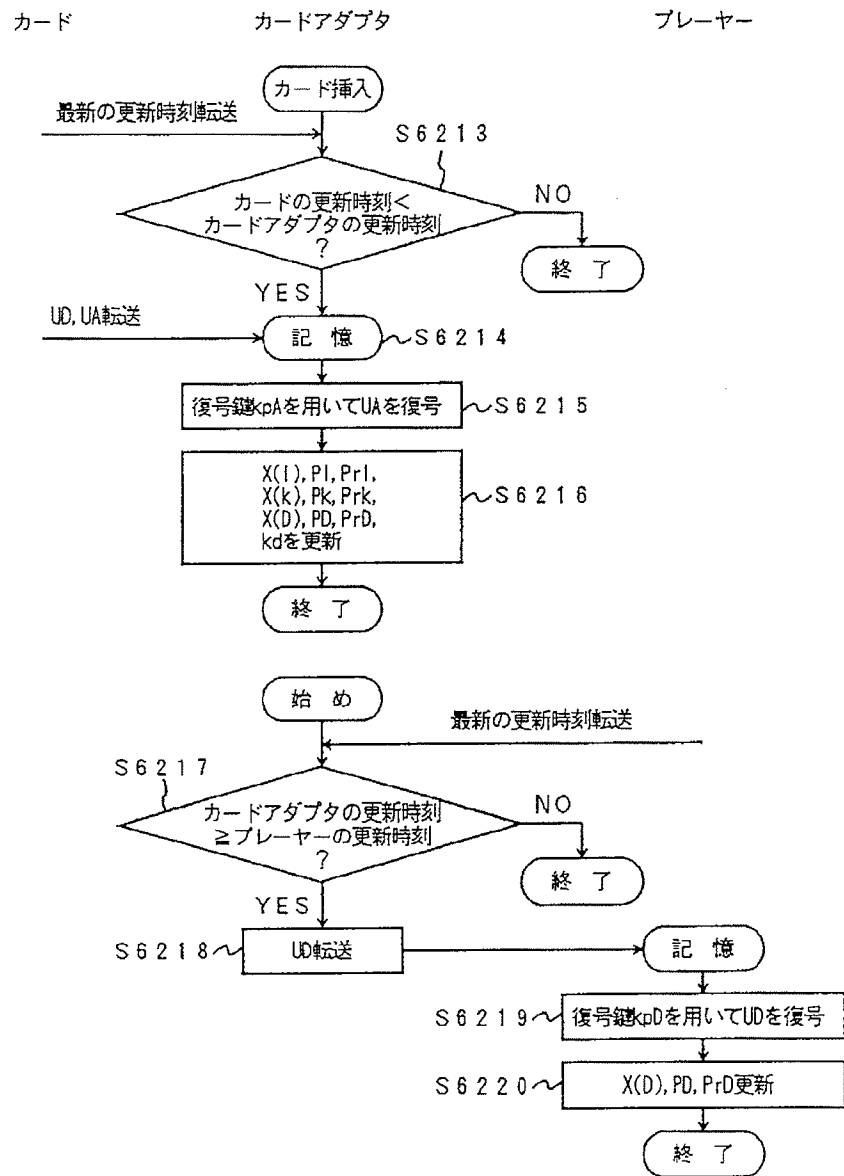 カード
カードアダプタ
プレーヤー
カード挿入
最新の更新時刻転送
S6213
カードの更新時刻<
カードアダプタの更新時刻
?
NO
終 了
YES
UD,UA転送
記 憶
S6214
復号鍵kpAを用いてUAを復号
S6215
X(I),PI,PrI,
X(k),Pk,Prk,
X(D),PD,PrD,
kdを更新
S6216
終 了
始 め
最新の更新時刻転送
S6217
カードアダプタの更新時刻
≧プレーヤーの更新時刻
?
NO
終 了
YES
S6218
UD転送
記 憶
S6219
復号鍵kpDを用いてUDを復号
S6220
X(D),PD,PrD更新
終 了